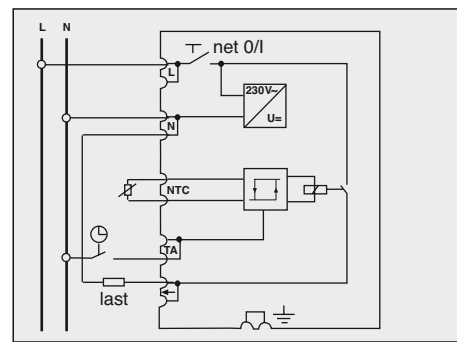 L N
net 0/I
L
230V~
U=
N
NTC
TA
last